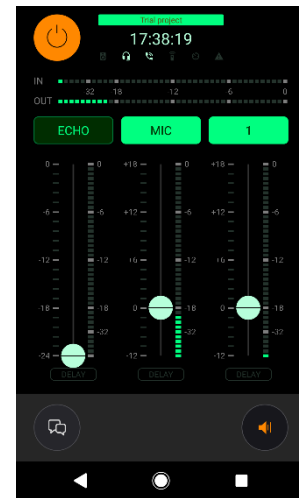 Trial project
17:38:19
IN
32 18 12 6 0
OUT
ECHO MIC 1
0 0 +18 0 +18 0
-6 -6 +12 -6 +12 -6
-12 -12 +6 -12 +6 -12
-18 -18 0 -18 0 -18
-32 -32 -32
-24 -12 -12
DELAY DELAY DELAY